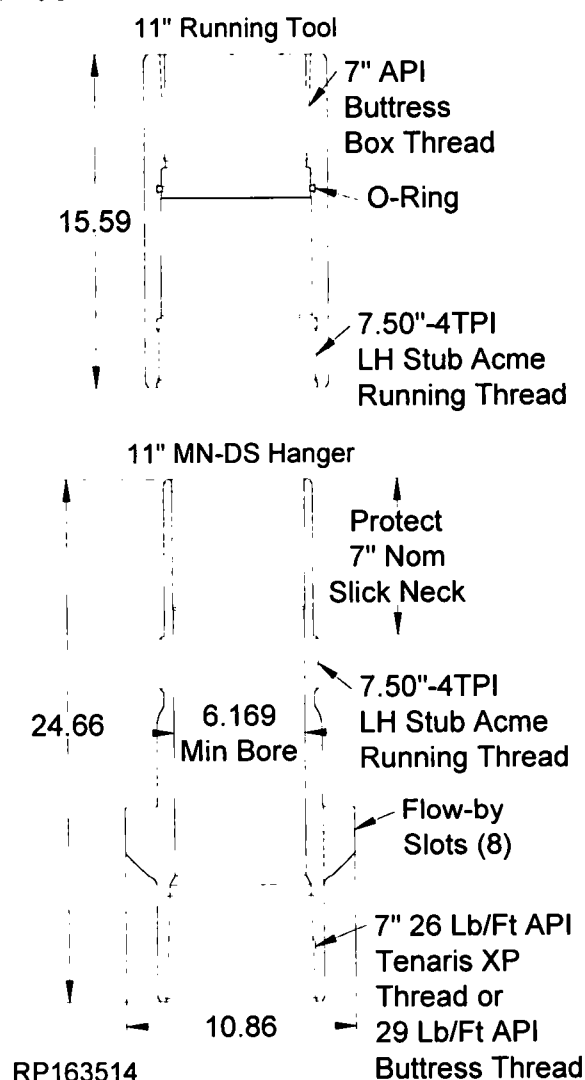 11" Running Tool
7" API
Buttress
Box Thread
O-Ring
15.59
7.50"-4TPI
LH Stub Acme
Running Thread
11" MN-DS Hanger
Protect
7" Nom
Slick Neck
7.50"-4TPI
LH Stub Acme
Running Thread
24.66
6.169
Min Bore
Flow-by
Slots (8)
7" 26 Lb/Ft API
Tenaris XP
Thread or
29 Lb/Ft API
Buttress Thread
10.86
RP163514